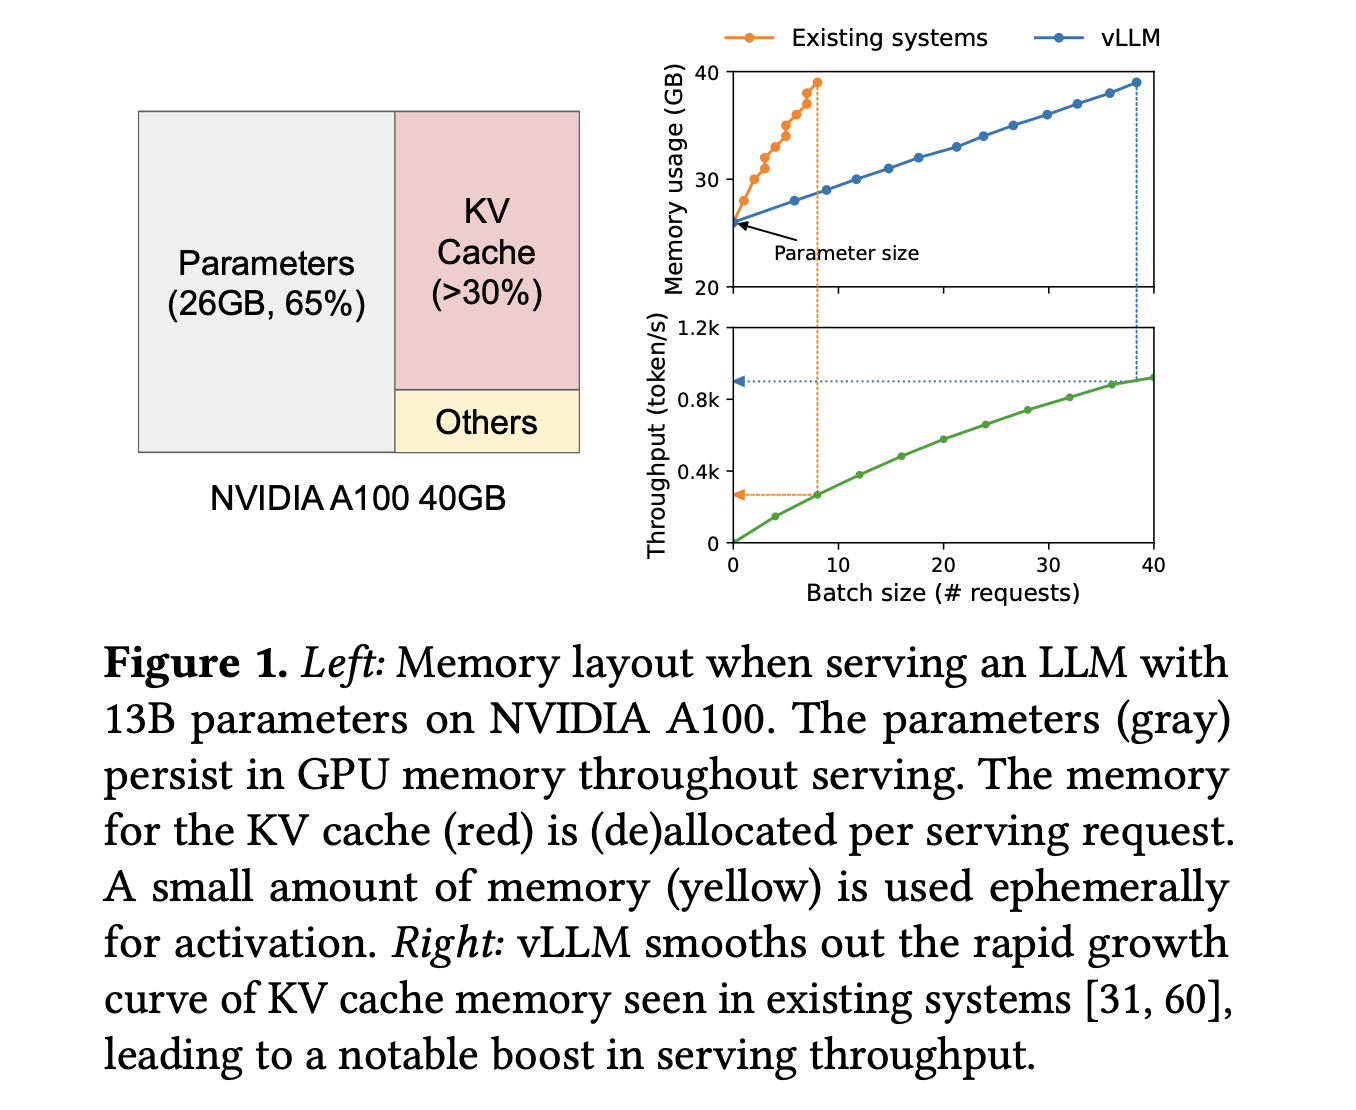 Parameters
(26GB, 65%)
KV
Cache
(>30%)
Others
NVIDIA A100 40GB
Existing systems
vLLM
Memory usage (GB)
40
30
20
Parameter size
Throughput (token/s)
1.2k
0.8k
0.4k
0
0 10 20 30 40
Batch size (# requests)
Figure 1. Left: Memory layout when serving an LLM with
13B parameters on NVIDIA A100. The parameters (gray)
persist in GPU memory throughout serving. The memory
for the KV cache (red) is (de)allocated per serving request.
A small amount of memory (yellow) is used ephemerally
for activation. Right: vLLM smooths out the rapid growth
curve of KV cache memory seen in existing systems [31, 60],
leading to a notable boost in serving throughput.